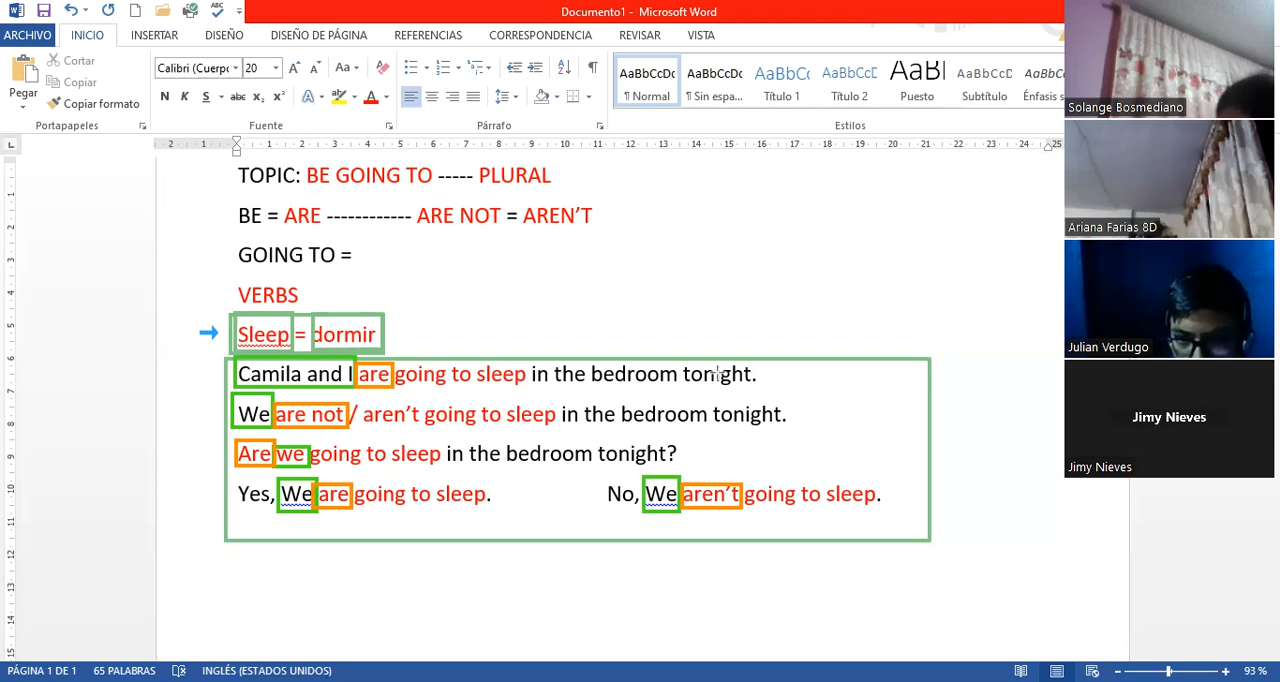 Documento1 - Microsoft Word
ARCHIVO INICIO INSERTAR DISEÑO DISEÑO DE PÁGINA REFERENCIAS CORRESPONDENCIA REVISAR VISTA
Pegar
Cortar
Copiar
Copiar formato
Portapapeles
Calibri (Cuerpo 20
N K S abc x₂ x²
Fuente
Párrafo
AaBbCcDc AaBbCcDc AaBbCc AaBbCc AaBl AaBbCcD AaBbCcD
¶ Normal ¶ Sin espa... Título 1 Título 2 Puesto Subtítulo Énfasis s
Estilos
TOPIC: BE GOING TO ----- PLURAL
BE = ARE ------------ ARE NOT = AREN'T
GOING TO =
VERBS
Sleep = dormir
Camila and I are going to sleep in the bedroom tonight.
We are not / aren't going to sleep in the bedroom tonight.
Are we going to sleep in the bedroom tonight?
Yes, We are going to sleep. No, We aren't going to sleep.
PÁGINA 1 DE 1 65 PALABRAS INGLÉS (ESTADOS UNIDOS) 93 %
Solange Bosmediano
Ariana Farias 8D
Julian Verdugo
Jimy Nieves
Jimy Nieves